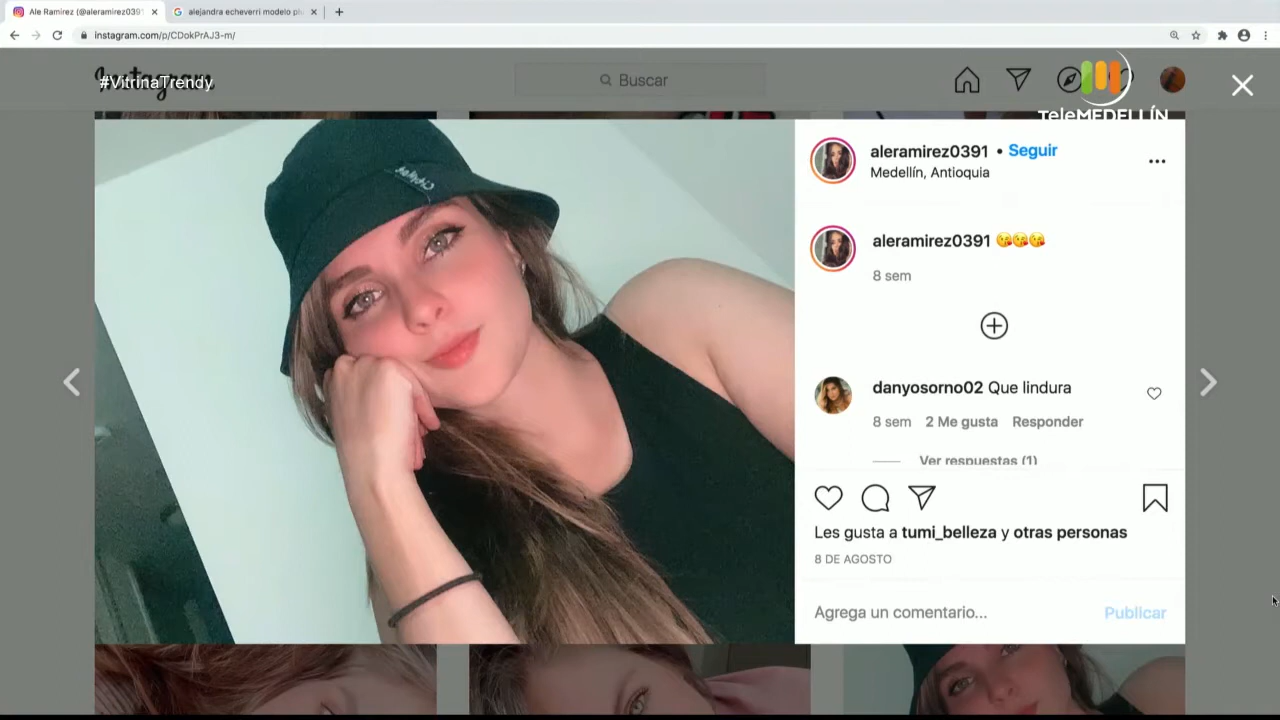 Ale Ramirez (@aleramirez0391
alejandra echeverri modelo pl
instagram.com/p/CDokPrAJ3-m/
Instagram
#VitrinaTrendy
Buscar
TeleMEDELLÍN
aleramirez0391 • Seguir
Medellín, Antioquia
aleramirez0391 😘😘😘
8 sem
danyosorno02 Que lindura
8 sem 2 Me gusta Responder
Ver respuestas (1)
Les gusta a tumi_belleza y otras personas
8 DE AGOSTO
Agrega un comentario... Publicar